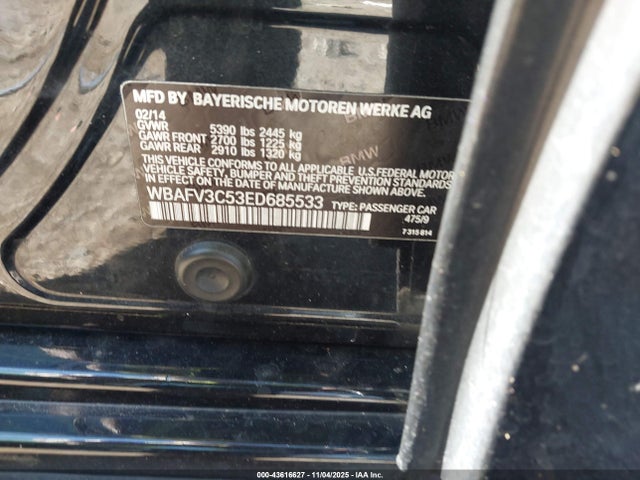 MFD BY BAYERISCHE MOTOREN WERKE AG
02/14
GVWR 5390 lbs 2445 kg
GAWR FRONT 2700 lbs 1225 kg
GAWR REAR 2910 lbs 1320 kg
THIS VEHICLE CONFORMS TO ALL APPLICABLE U.S.FEDERAL MOTOR
VEHICLE SAFETY, BUMPER AND THEFT PREVENTION STANDARDS
IN EFFECT ON THE DATE OF MANUFACTURE SHOWN ABOVE.
WBAFV3C53ED685533 TYPE: PASSENGER CAR
475/9
7 315 814
000-43616627 - 11/04/2025 - IAAI.COM